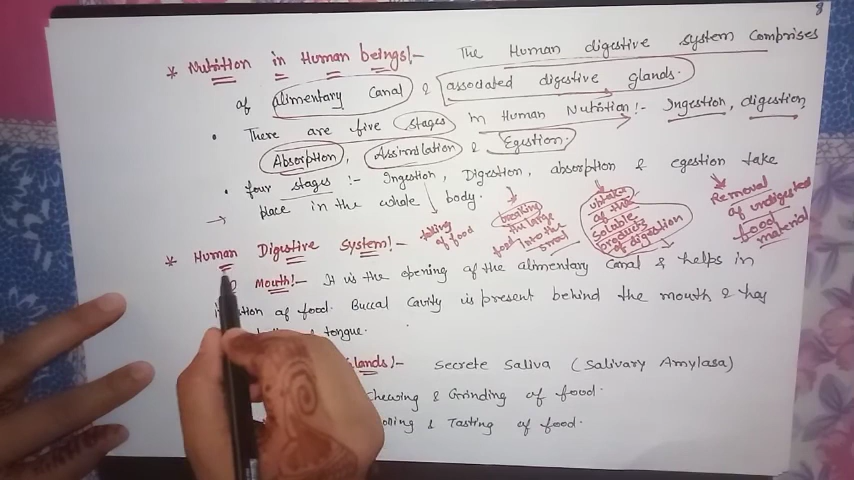 8
* Nutrition in Human beings:- The Human digestive system comprises
of alimentary Canal & associated digestive glands.
• There are five stages in Human Nutrition:- Ingestion, digestion,
Absorption, Assimilation & Egestion.
• four stages:- Ingestion, Digestion, absorption & egestion take
→ place in the whole body.
taking of food
breaking the large food Into the small
uptake of the soluble products of digestion
Removal of undigested food material
* Human Digestive System:-
Mouth:- It is the opening of the alimentary Canal & helps in
of food. Buccal Cavity is present behind the mouth & has
tongue.
Glands:- Secrete Saliva (Salivary Amylasa)
Chewing & Grinding of food.
& Tasting of food.